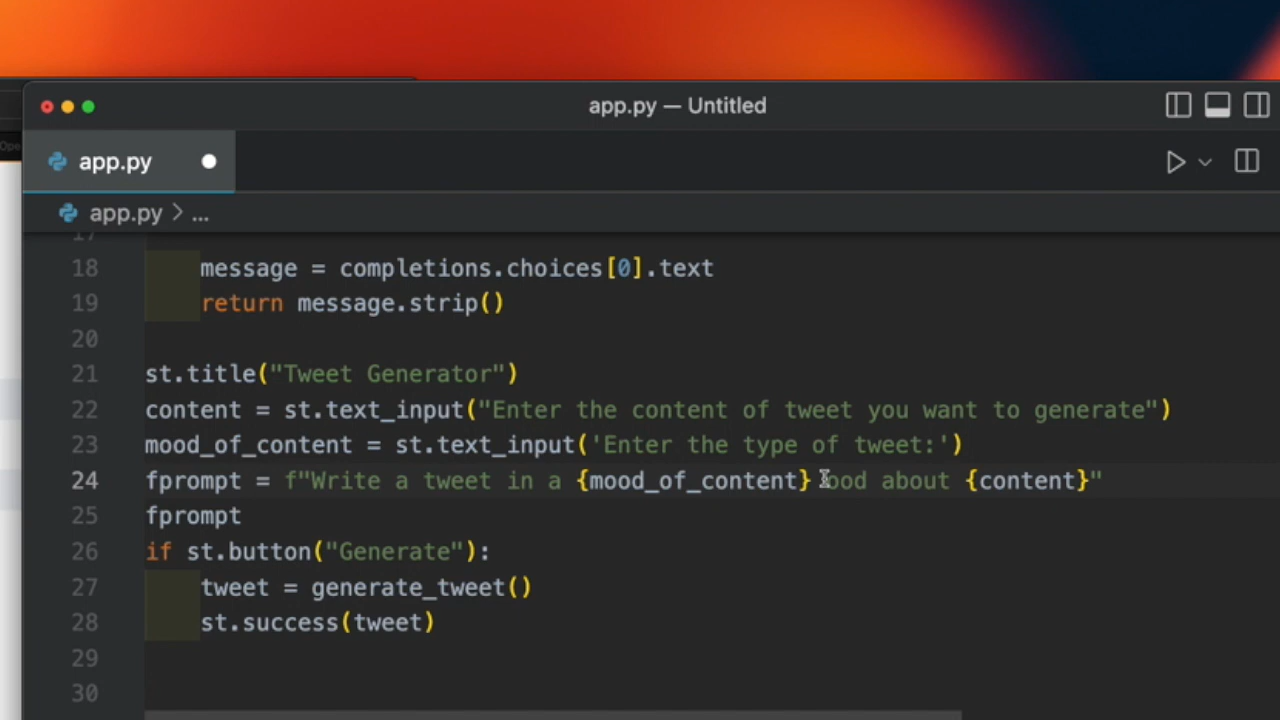 app.py — Untitled
app.py
app.py > ...
17
18 message = completions.choices[0].text
19 return message.strip()
20
21 st.title("Tweet Generator")
22 content = st.text_input("Enter the content of tweet you want to generate")
23 mood_of_content = st.text_input('Enter the type of tweet:')
24 fprompt = f"Write a tweet in a {mood_of_content} mood about {content}"
25 fprompt
26 if st.button("Generate"):
27 tweet = generate_tweet()
28 st.success(tweet)
29
30